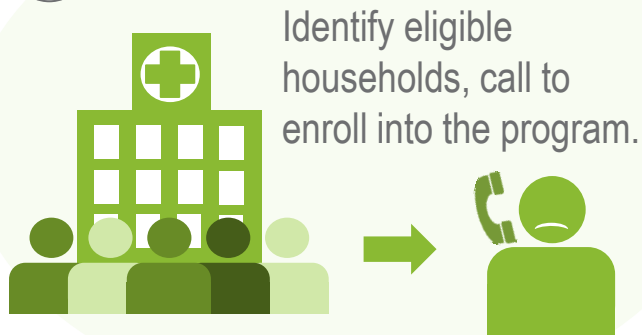 Identify eligible
households, call to
enroll into the program.